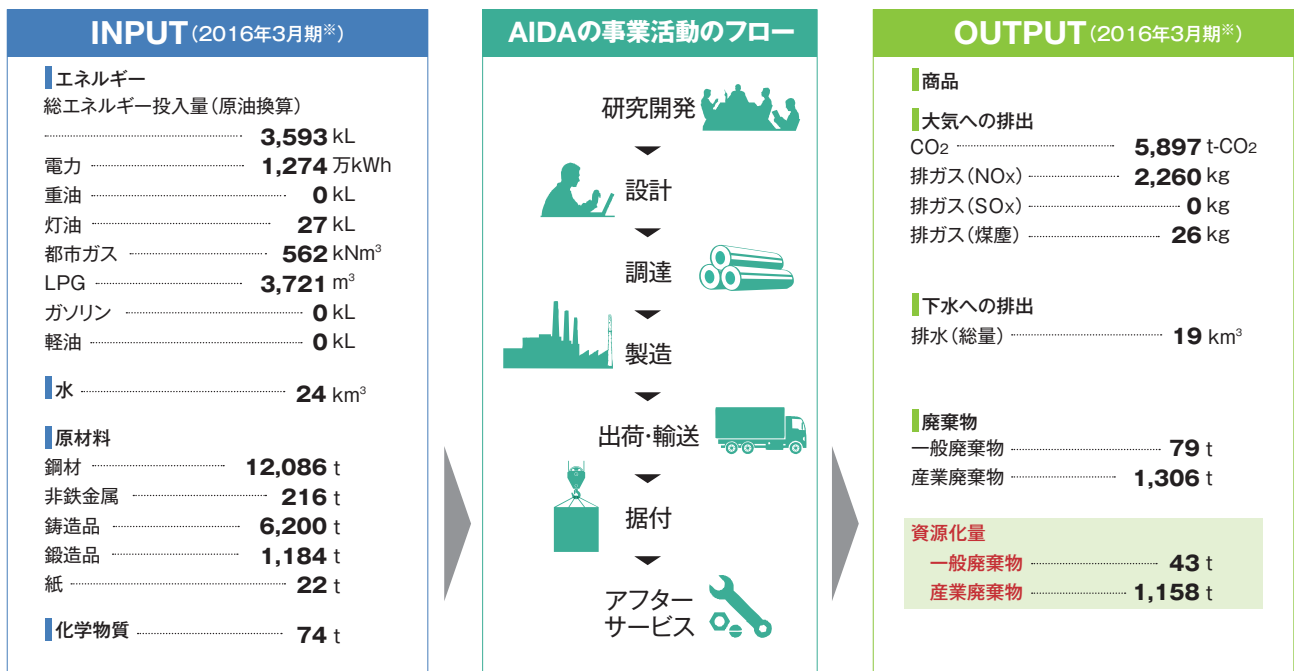 INPUT(2016年3月期※)
エネルギー
総エネルギー投入量(原油換算)
3,593 kL
電力 1,274 万kWh
重油 0 kL
灯油 27 kL
都市ガス 562 kNm³
LPG 3,721 m³
ガソリン 0 kL
軽油 0 kL
水 24 km³
原材料
鋼材 12,086 t
非鉄金属 216 t
鋳造品 6,200 t
鍛造品 1,184 t
紙 22 t
化学物質 74 t
AIDAの事業活動のフロー
研究開発
設計
調達
製造
出荷・輸送
据付
アフター
サービス
OUTPUT(2016年3月期※)
商品
大気への排出
CO2 5,897 t-CO2
排ガス(NOx) 2,260 kg
排ガス(SOx) 0 kg
排ガス(煤塵) 26 kg
下水への排出
排水(総量) 19 km³
廃棄物
一般廃棄物 79 t
産業廃棄物 1,306 t
資源化量
一般廃棄物 43 t
産業廃棄物 1,158 t